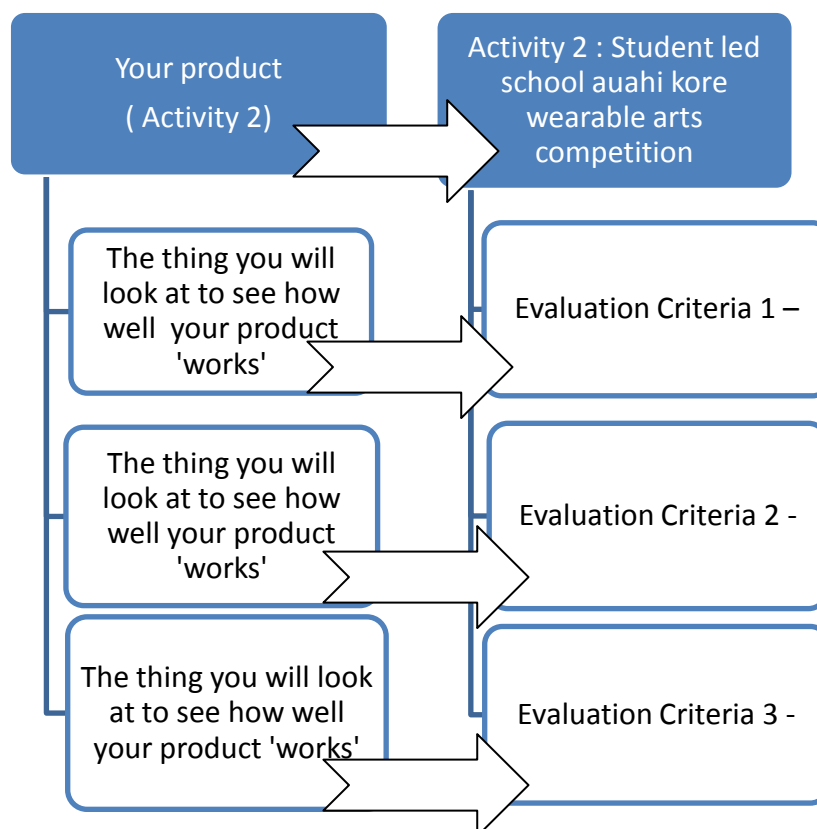 Your product
( Activity 2)
Activity 2 : Student led
school auahi kore
wearable arts
competition
The thing you will
look at to see how
well your product
'works'
Evaluation Criteria 1 –
The thing you will
look at to see how
well your product
'works'
Evaluation Criteria 2 -
The thing you will look
at to see how well
your product 'works'
Evaluation Criteria 3 -